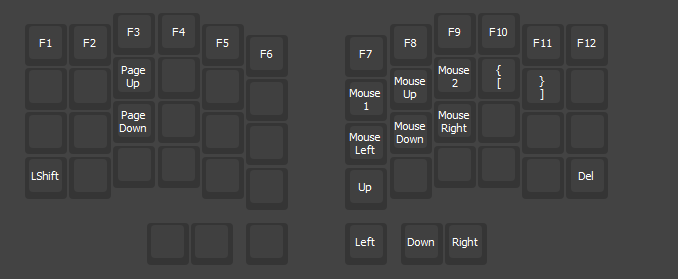 F1 F2 F3 F4 F5 F6 F7 F8 F9 F10 F11 F12
Page
Up
Mouse
1
Mouse
Up
Mouse
2
{
[
}
]
Page
Down
Mouse
Left
Mouse
Down
Mouse
Right
LShift
Up
Del
Left
Down
Right